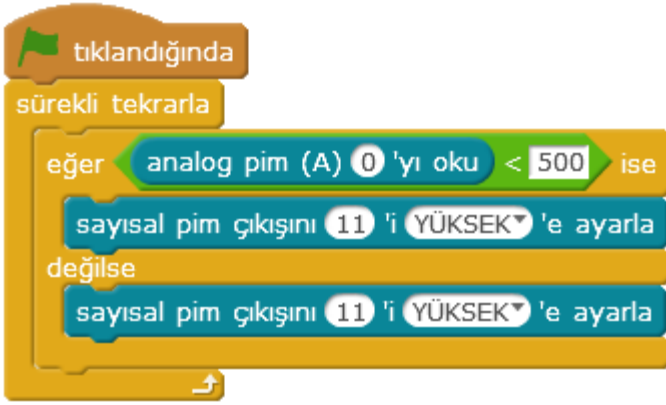 tıklandığında
sürekli tekrarla
eğer analog pim (A) 0 'yı oku < 500 ise
sayısal pim çıkışını 11 'i YÜKSEK 'e ayarla
değilse
sayısal pim çıkışını 11 'i YÜKSEK 'e ayarla